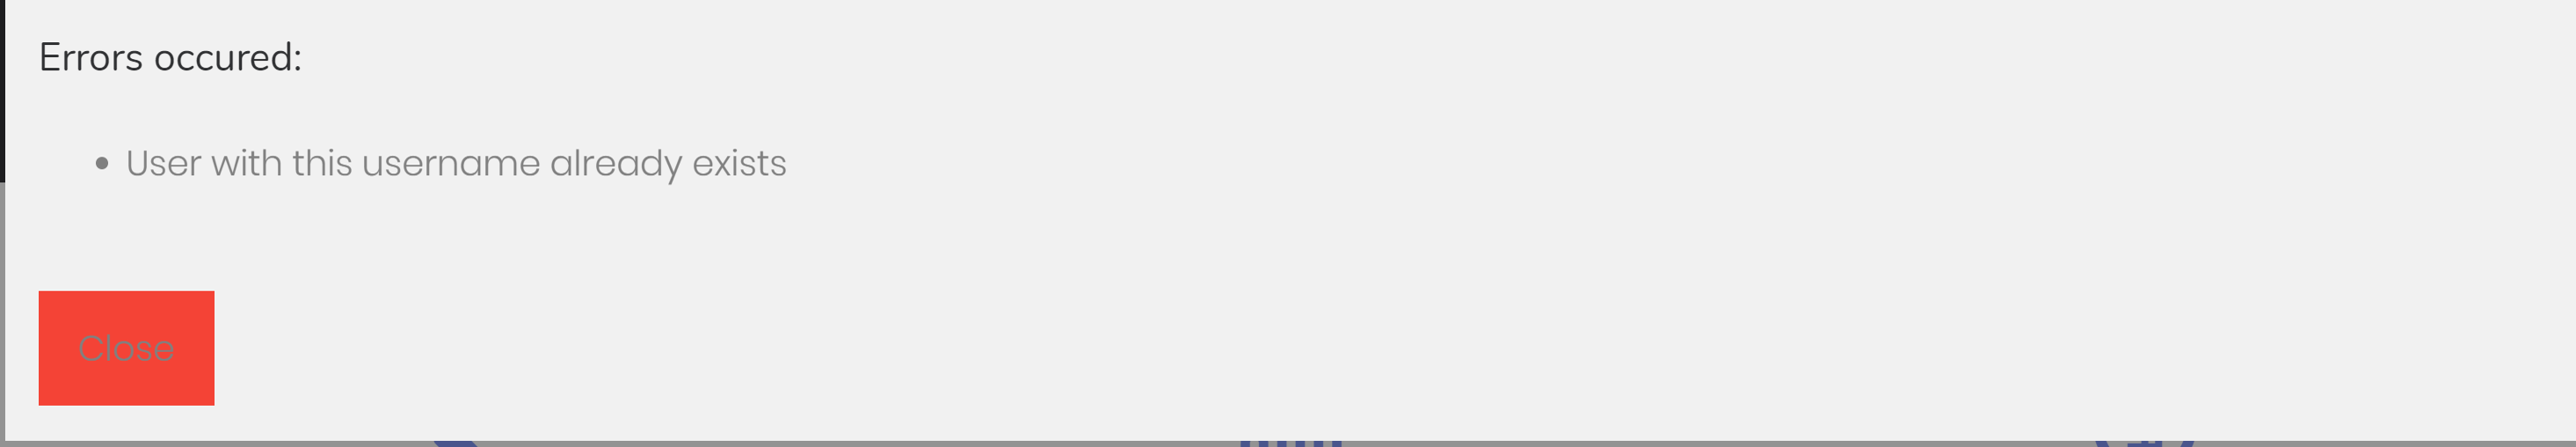 Errors occured:
User with this username already exists
Close